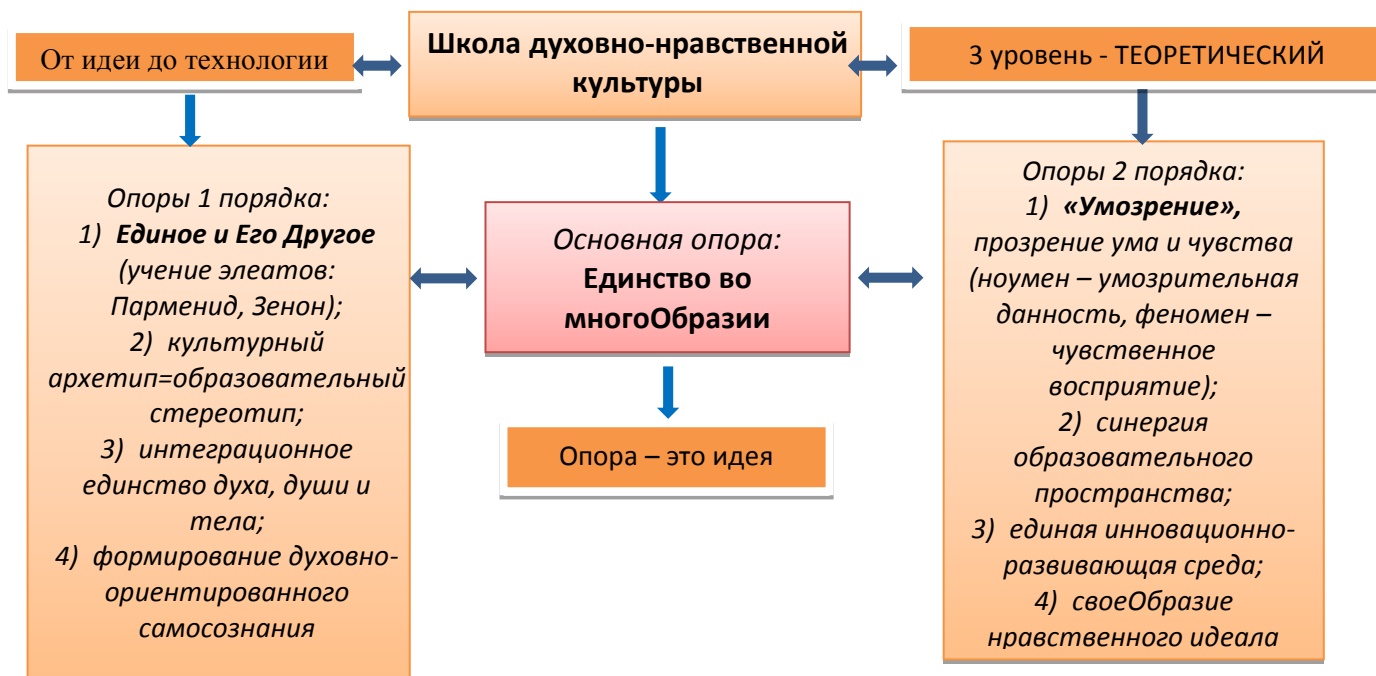 От идеи до технологии
Школа духовно-нравственной
культуры
3 уровень - ТЕОРЕТИЧЕСКИЙ
Опоры 1 порядка:
1) Единое и Его Другое
(учение элеатов:
Парменид, Зенон);
2) культурный
архетип=образовательный
стереотип;
3) интеграционное
единство духа, души и
тела;
4) формирование духовно-
ориентированного
самосознания
Основная опора:
Единство во
многоОбразии
Опора – это идея
Опоры 2 порядка:
1) «Умозрение»,
прозрение ума и чувства
(ноумен – умозрительная
данность, феномен –
чувственное
восприятие);
2) синергия
образовательного
пространства;
3) единая инновационно-
развивающая среда;
4) своеОбразие
нравственного идеала